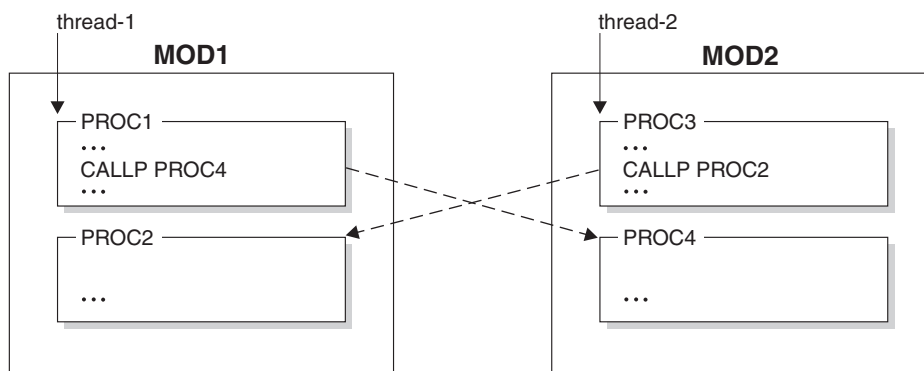 thread-1
MOD1
PROC1
...
CALLP PROC4
...
PROC2
...
thread-2
MOD2
PROC3
...
CALLP PROC2
...
PROC4
...